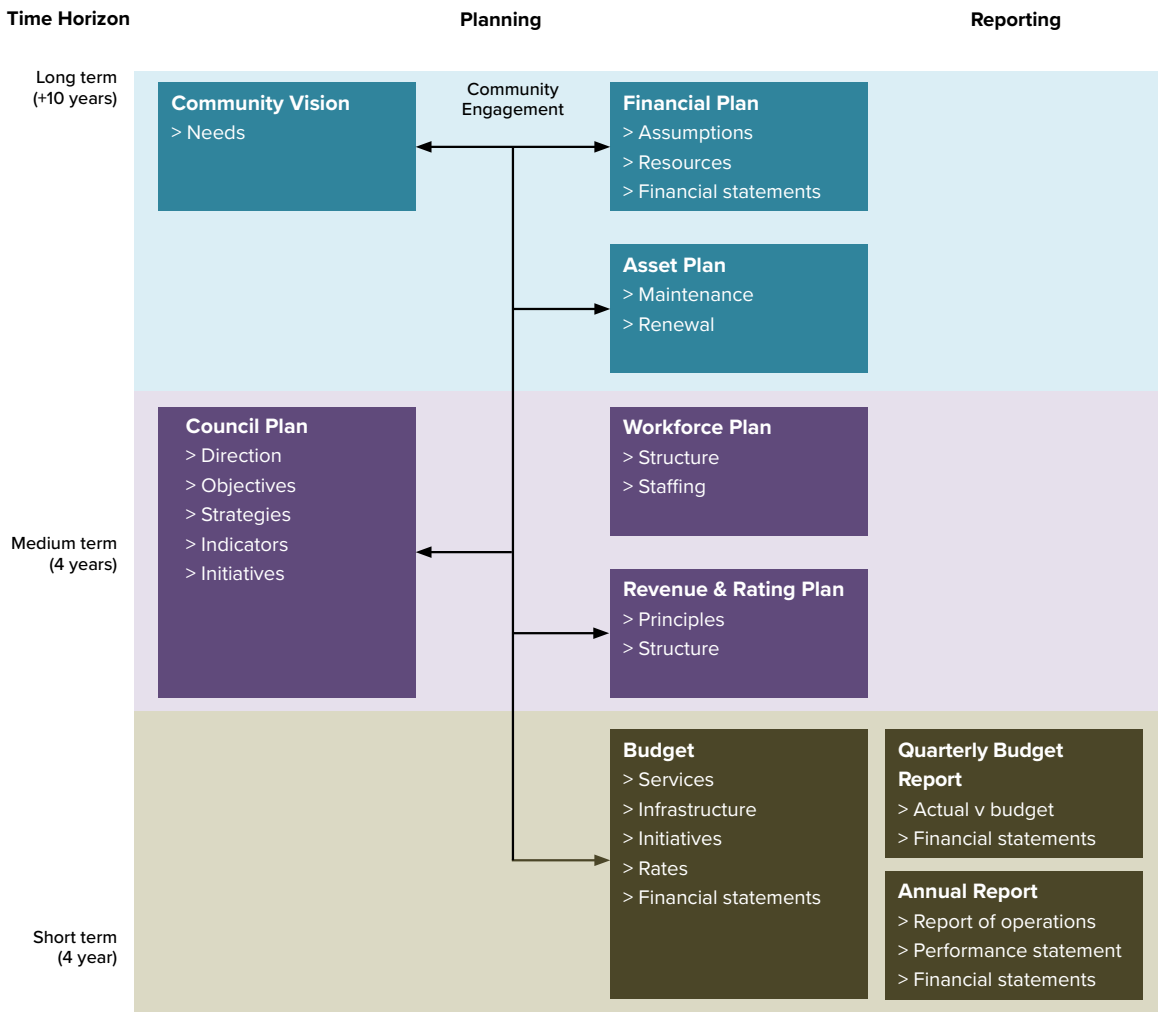 Time Horizon
Planning
Reporting
Long term
(+10 years)
Community Vision
> Needs
Community
Engagement
Financial Plan
> Assumptions
> Resources
> Financial statements
Asset Plan
> Maintenance
> Renewal
Medium term
(4 years)
Council Plan
> Direction
> Objectives
> Strategies
> Indicators
> Initiatives
Workforce Plan
> Structure
> Staffing
Revenue & Rating Plan
> Principles
> Structure
Short term
(4 year)
Budget
> Services
> Infrastructure
> Initiatives
> Rates
> Financial statements
Quarterly Budget
Report
> Actual v budget
> Financial statements
Annual Report
> Report of operations
> Performance statement
> Financial statements